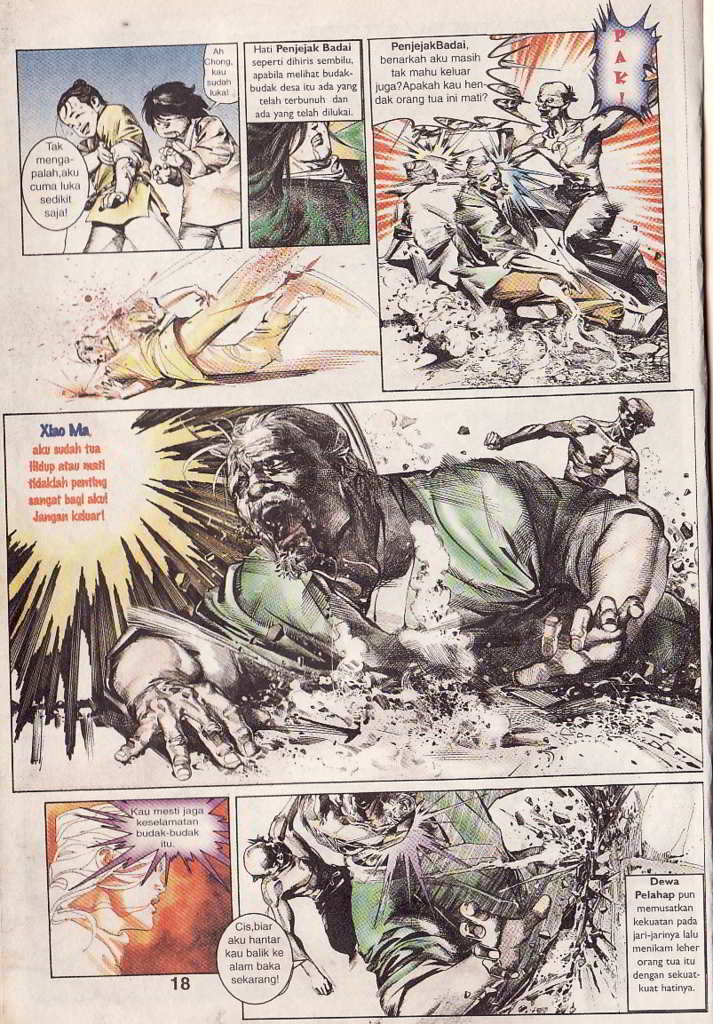 Ah
Chong,
kau
sudah
luka!
Tak
menga-
palah,aku
cuma luka
sedikit
saja!
Hati Penjejak Badai
seperti dihiris sembilu,
apabila melihat budak-
budak desa itu ada yang
telah terbunuh dan
ada yang telah dilukai.
PenjejakBadai,
benarkah aku masih
tak mahu keluar
juga?Apakah kau hen-
dak orang tua ini mati?
PAK!
Xiao Ma,
aku sudah tua
Hidup atau mati
tidaklah penting
sangat bagi aku!
Jangan keluar!
Kau mesti jaga
keselamatan
budak-budak
itu.
Cis,biar
aku hantar
kau balik ke
alam baka
sekarang!
Dewa
Pelahap pun
memusatkan
kekuatan pada
jari-jarinya lalu
menikam leher
orang tua itu
dengan sekuat-
kuat hatinya.
18